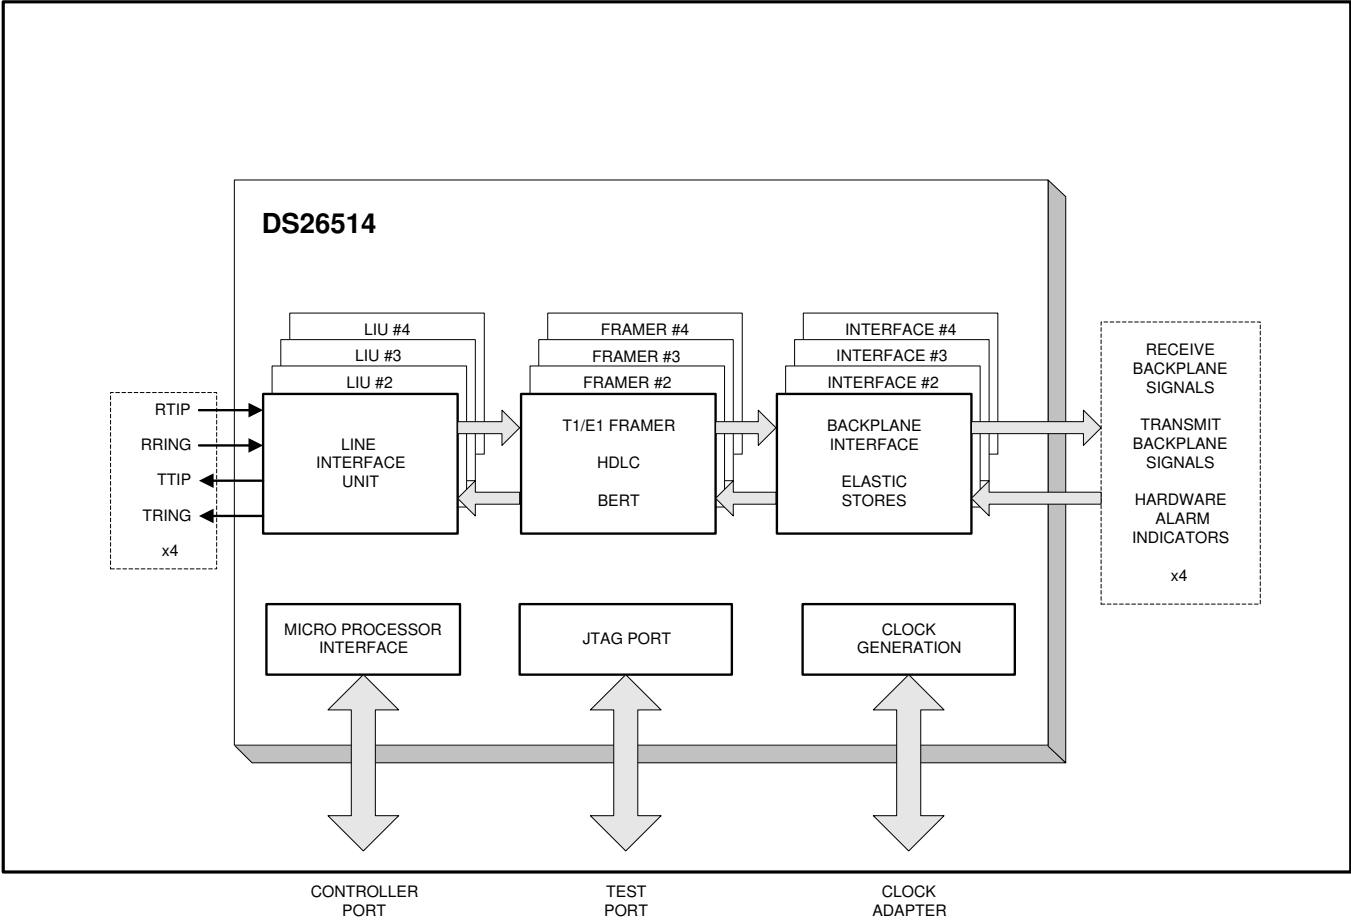 DS26514
LIU #4
LIU #3
LIU #2
LINE
INTERFACE
UNIT
FRAMER #4
FRAMER #3
FRAMER #2
T1/E1 FRAMER
HDLC
BERT
INTERFACE #4
INTERFACE #3
INTERFACE #2
BACKPLANE
INTERFACE
ELASTIC
STORES
RTIP
RRING
TTIP
TRING
x4
RECEIVE
BACKPLANE
SIGNALS
TRANSMIT
BACKPLANE
SIGNALS
HARDWARE
ALARM
INDICATORS
x4
MICRO PROCESSOR
INTERFACE
JTAG PORT
CLOCK
GENERATION
CONTROLLER
PORT
TEST
PORT
CLOCK
ADAPTER